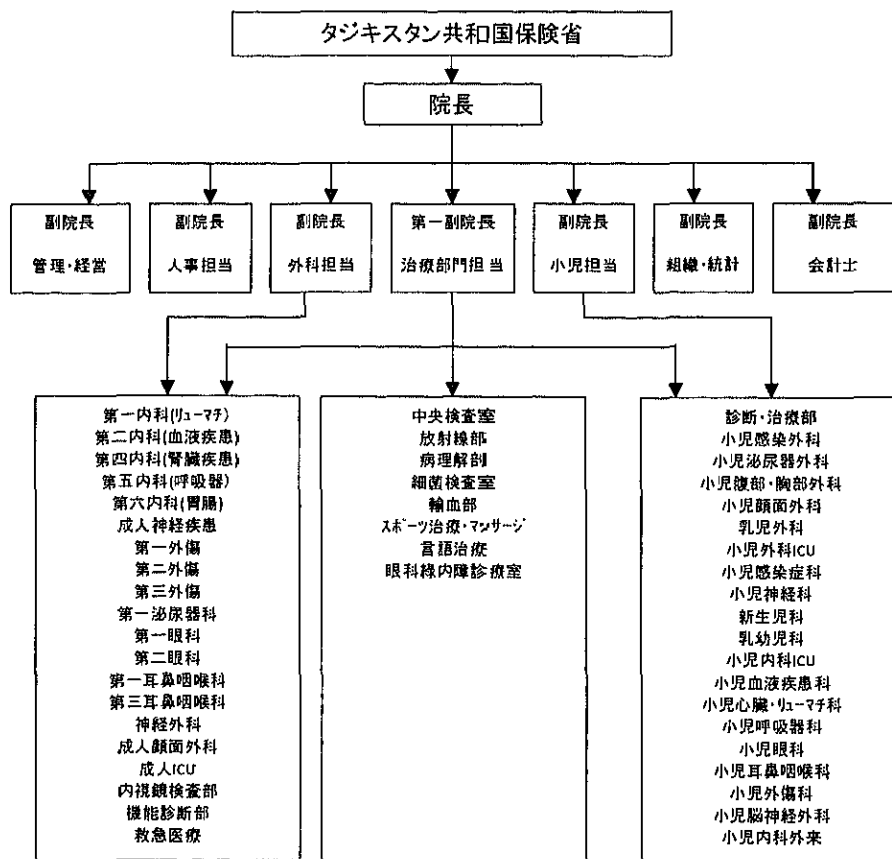 タジキスタン共和国保険省
院長
副院長
管理・経営
副院長
人事担当
副院長
外科担当
第一副院長
治療部門担当
副院長
小児担当
副院長
組織・統計
副院長
会計士
第一内科(リューマチ)
第二内科(血液疾患)
第四内科(腎臓疾患)
第五内科(呼吸器)
第六内科(胃腸)
成人神経疾患
第一外傷
第二外傷
第三外傷
第一泌尿器科
第一眼科
第二眼科
第一耳鼻咽喉科
第三耳鼻咽喉科
神経外科
成人顔面外科
成人ICU
内視鏡検査部
機能診断部
救急医療
中央検査室
放射線部
病理解剖
細菌検査室
輸血部
スポーツ治療・マッサージ
言語治療
眼科緑内障診療室
診断・治療部
小児感染外科
小児泌尿器外科
小児腹部・胸部外科
小児顔面外科
乳児外科
小児外科ICU
小児感染症科
小児神経科
新生児科
乳幼児科
小児内科ICU
小児血液疾患科
小児心臓・リューマチ科
小児呼吸器科
小児眼科
小児耳鼻咽喉科
小児外傷科
小児脳神経外科
小児内科外来